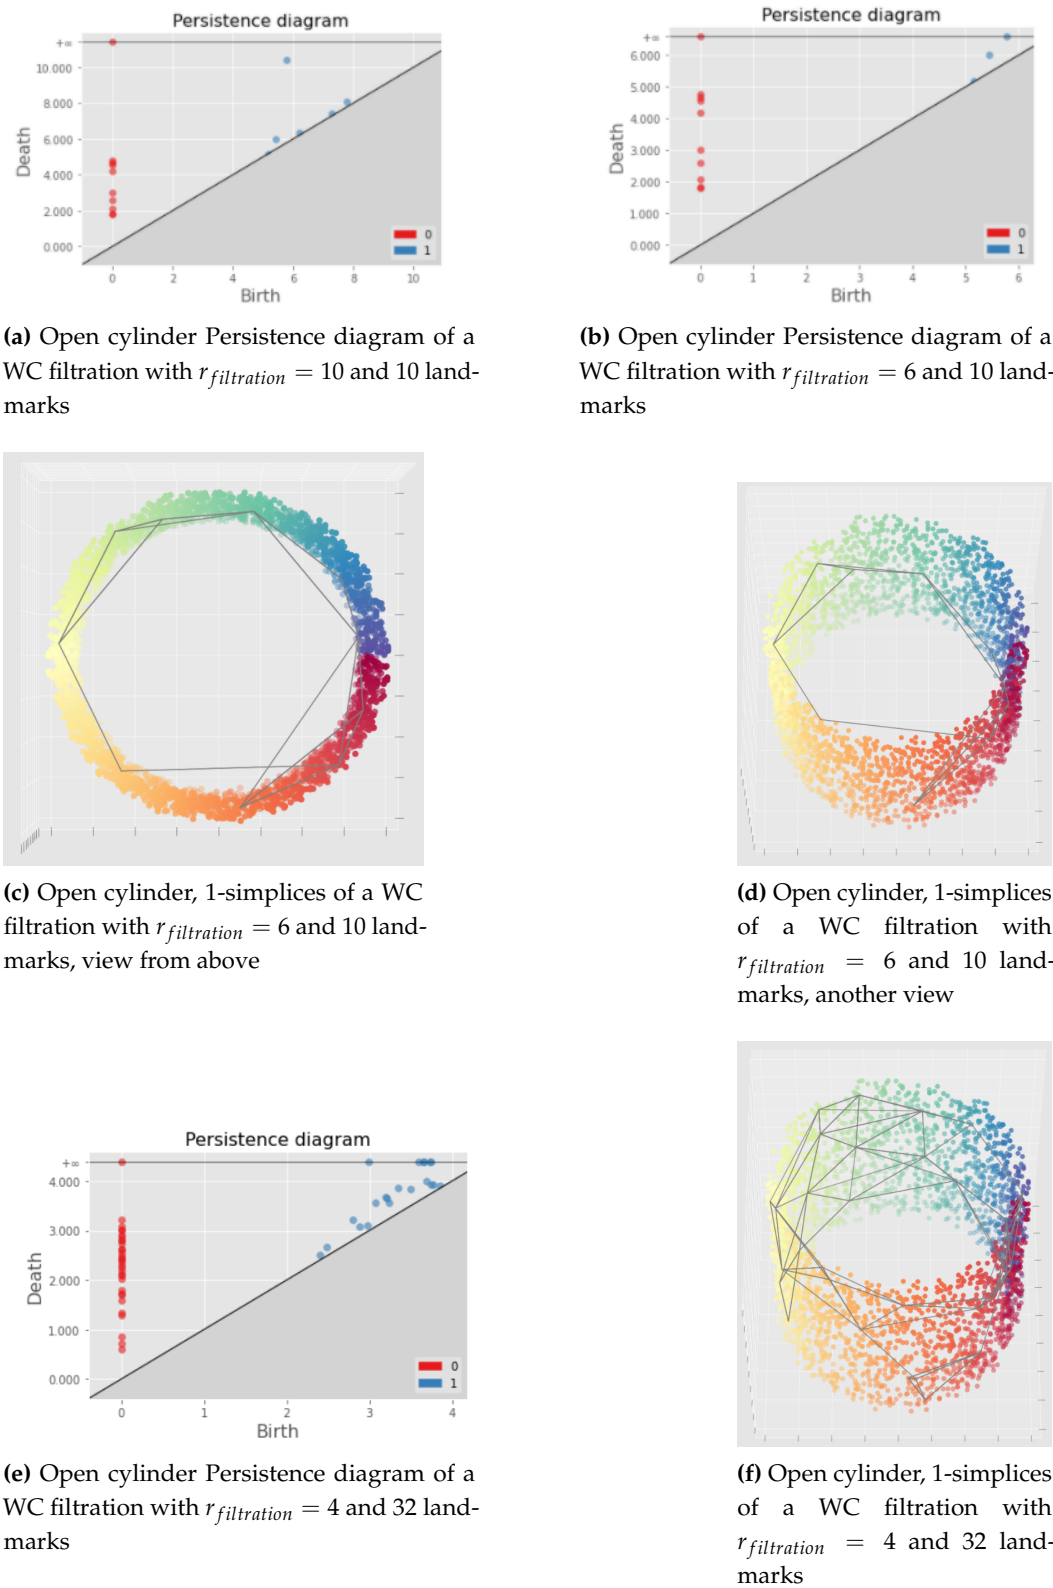 Persistence diagram
+∞
10.000
8.000
6.000
4.000
2.000
0.000
Death
0 2 4 6 8 10
Birth
0
1
(a) Open cylinder Persistence diagram of a
WC filtration with r_filtration = 10 and 10 land-
marks
Persistence diagram
+∞
6.000
5.000
4.000
3.000
2.000
1.000
0.000
Death
0 1 2 3 4 5 6
Birth
0
1
(b) Open cylinder Persistence diagram of a
WC filtration with r_filtration = 6 and 10 land-
marks
(c) Open cylinder, 1-simplices of a WC
filtration with r_filtration = 6 and 10 land-
marks, view from above
(d) Open cylinder, 1-simplices
of a WC filtration with
r_filtration = 6 and 10 land-
marks, another view
Persistence diagram
+∞
4.000
3.000
2.000
1.000
0.000
Death
0 1 2 3 4
Birth
0
1
(e) Open cylinder Persistence diagram of a
WC filtration with r_filtration = 4 and 32 land-
marks
(f) Open cylinder, 1-simplices
of a WC filtration with
r_filtration = 4 and 32 land-
marks